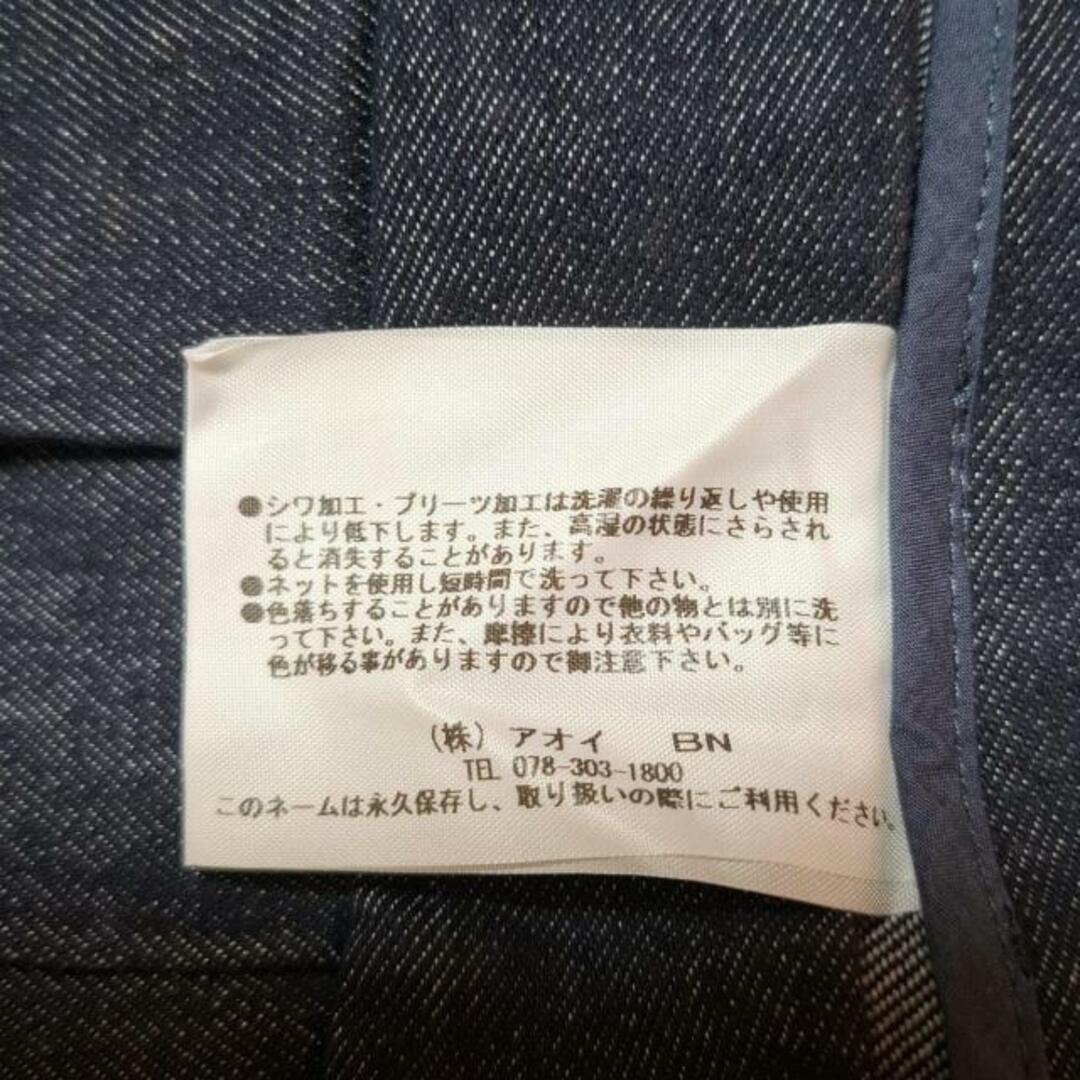 ●シワ加工・プリーツ加工は洗濯の繰り返しや使用
により低下します。また、高湿の状態にさらされ
ると消失することがあります。
●ネットを使用し短時間で洗って下さい。
●色落ちすることがありますので他の物とは別に洗
って下さい。また、摩擦により衣料やバッグ等に
色が移る事がありますので御注意下さい。
(株) アオイ BN
TEL 078-303-1800
このネームは永久保存し、取り扱いの際にご利用ください。